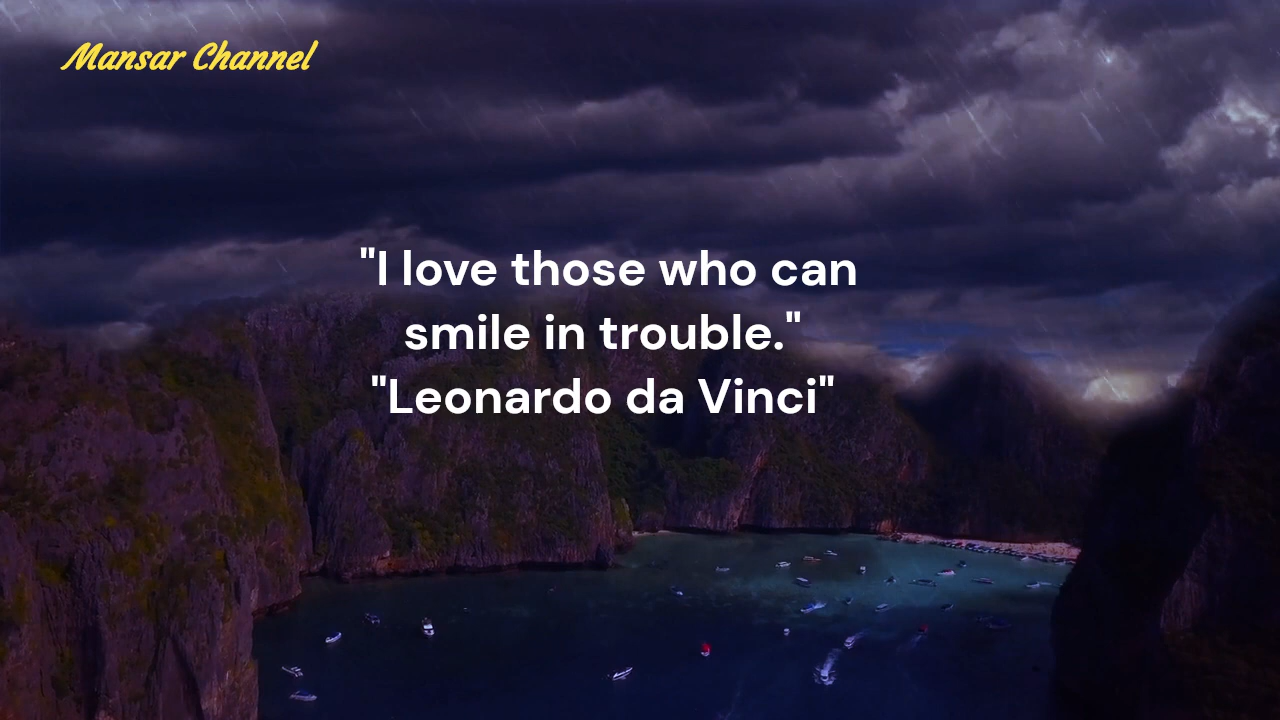 Mansar Channel
"I love those who can
smile in trouble."
"Leonardo da Vinci"